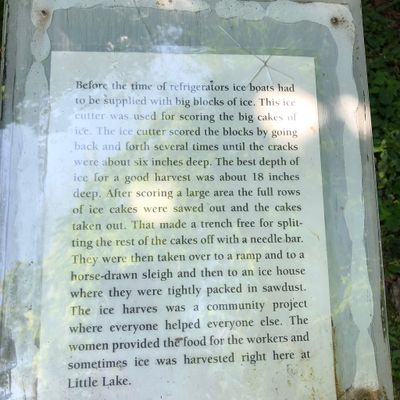 Before the time of refrigerators ice boats had
to be supplied with big blocks of ice. This ice
cutter was used for scoring the big cakes of
ice. The ice cutter scored the blocks by going
back and forth several times until the cracks
were about six inches deep. The best depth of
ice for a good harvest was about 18 inches
deep. After scoring a large area the full rows
of ice cakes were sawed out and the cakes
taken out. That made a trench free for split-
ting the rest of the cakes off with a needle bar.
They were then taken over to a ramp and to a
horse-drawn sleigh and then to an ice house
where they were tightly packed in sawdust.
The ice harves was a community project
where everyone helped everyone else. The
women provided the food for the workers and
sometimes ice was harvested right here at
Little Lake.